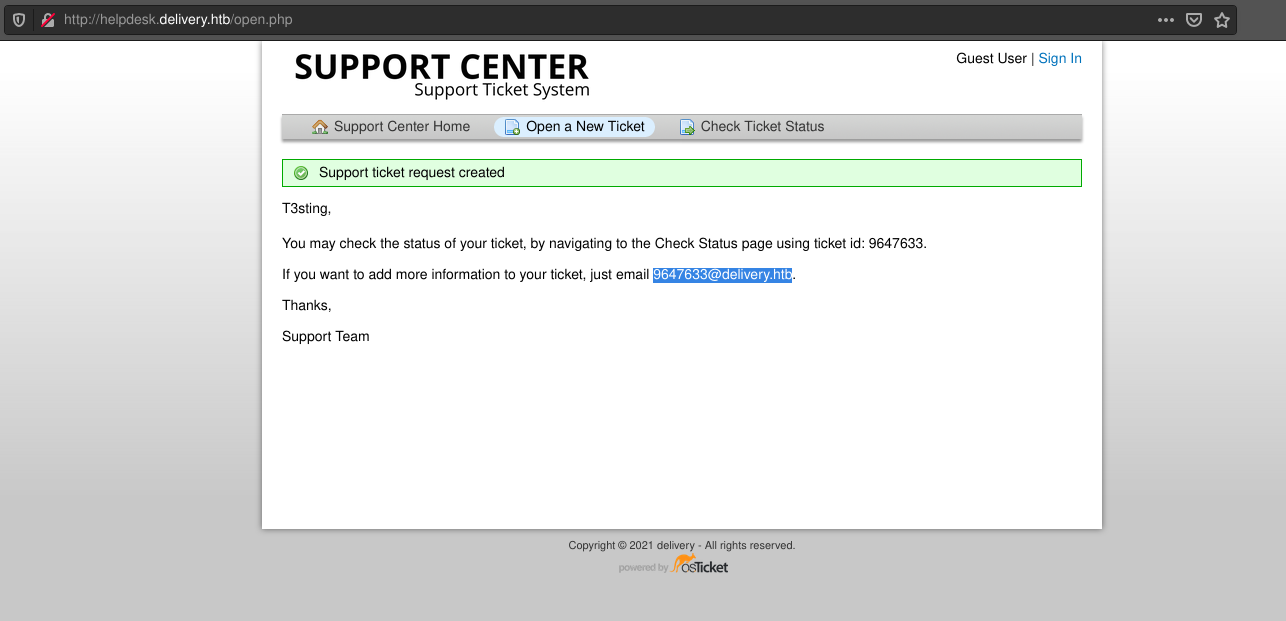 http://helpdesk.delivery.htb/open.php
SUPPORT CENTER
Support Ticket System
Guest User | Sign In
Support Center Home Open a New Ticket Check Ticket Status
Support ticket request created
T3sting,
You may check the status of your ticket, by navigating to the Check Status page using ticket id: 9647633.
If you want to add more information to your ticket, just email 9647633@delivery.htb.
Thanks,
Support Team
Copyright © 2021 delivery - All rights reserved.
powered by osTicket